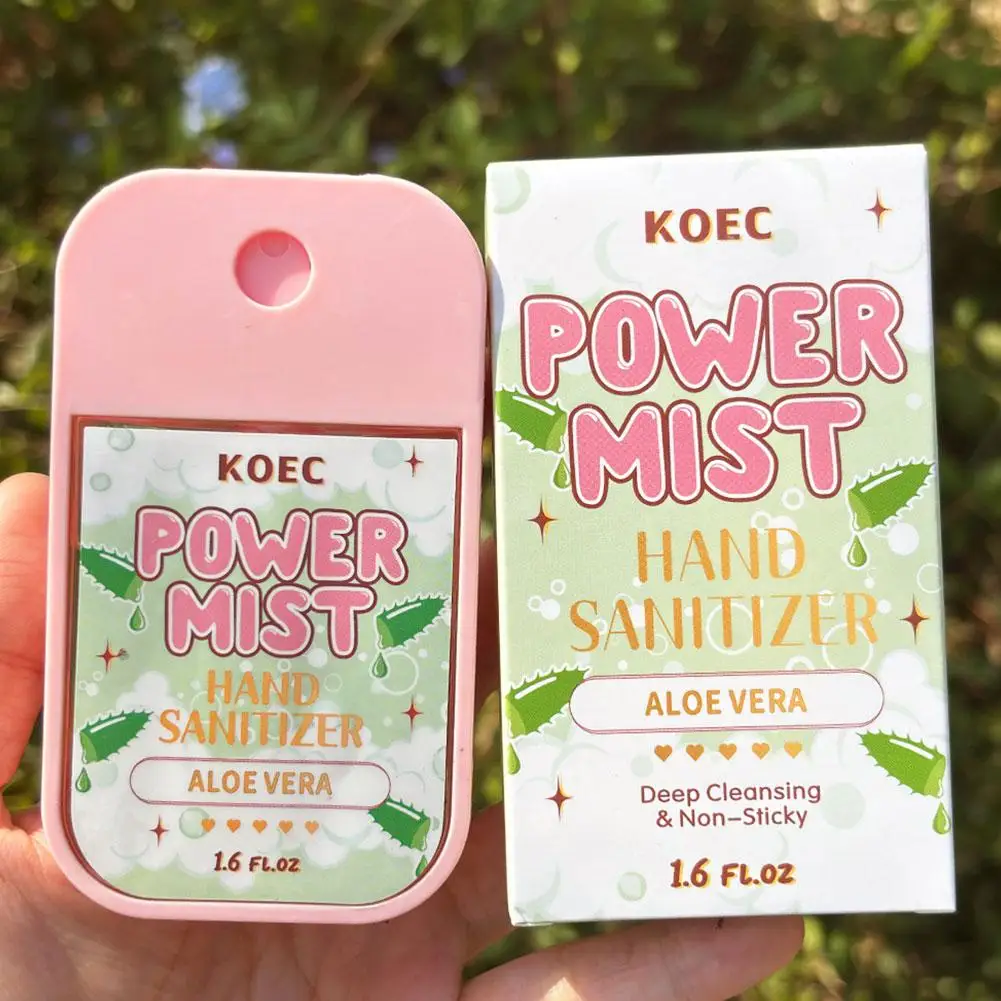 KOEC
POWER
MIST
HAND
SANITIZER
ALOE VERA
1.6 FL.OZ
KOEC
POWER
MIST
HAND
SANITIZER
ALOE VERA
Deep Cleansing
& Non-Sticky
1.6 FL.OZ